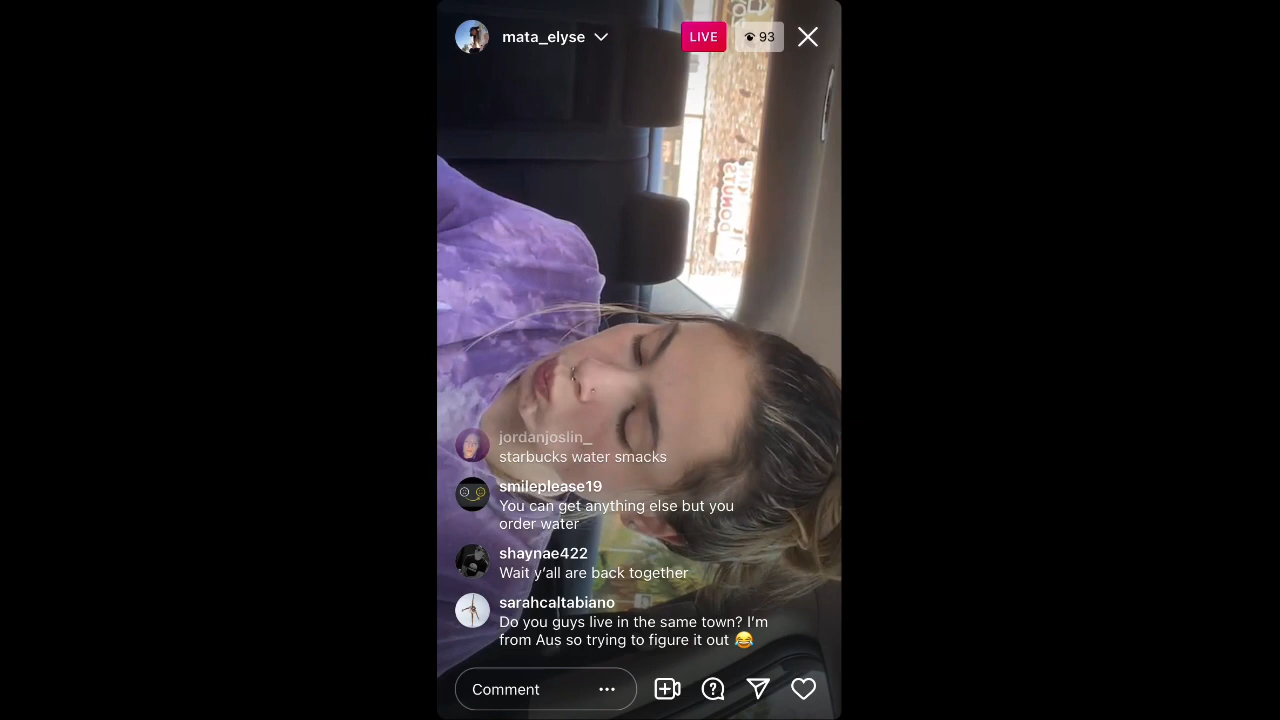 mata_elyse
LIVE
93
DONUTS
jordanjoslin_
starbucks water smacks
smileplease19
You can get anything else but you
order water
shaynae422
Wait y'all are back together
sarahcaltabiano
Do you guys live in the same town? I'm
from Aus so trying to figure it out 😂
Comment